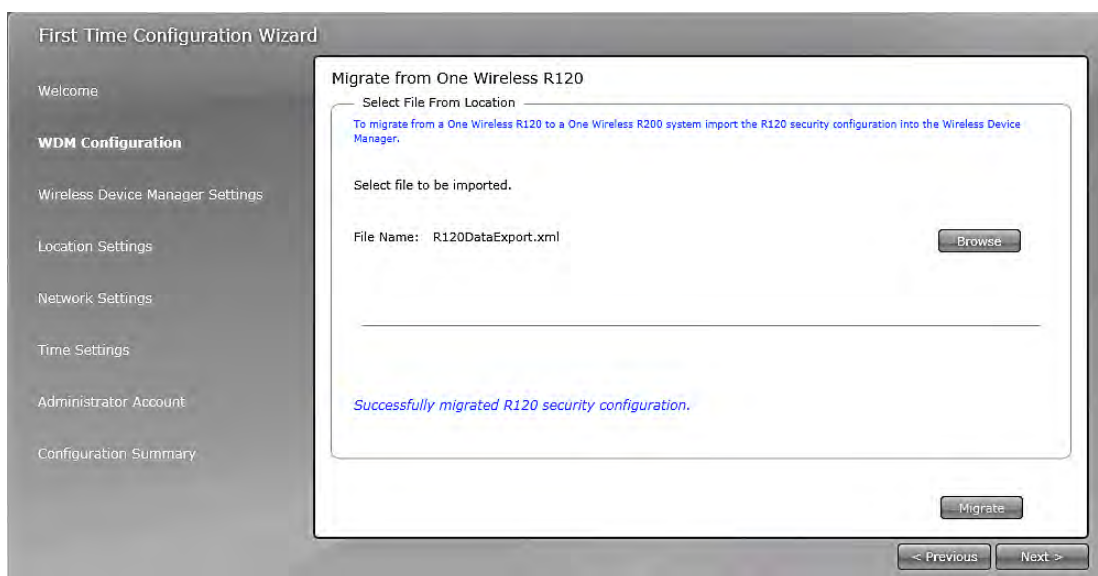 First Time Configuration Wizard
Welcome
WDM Configuration
Wireless Device Manager Settings
Location Settings
Network Settings
Time Settings
Administrator Account
Configuration Summary
Migrate from One Wireless R120
Select File From Location
To migrate from a One Wireless R120 to a One Wireless R200 system import the R120 security configuration into the Wireless Device
Manager.
Select file to be imported.
File Name: R120DataExport.xml
Browse
Successfully migrated R120 security configuration.
Migrate
< Previous
Next >